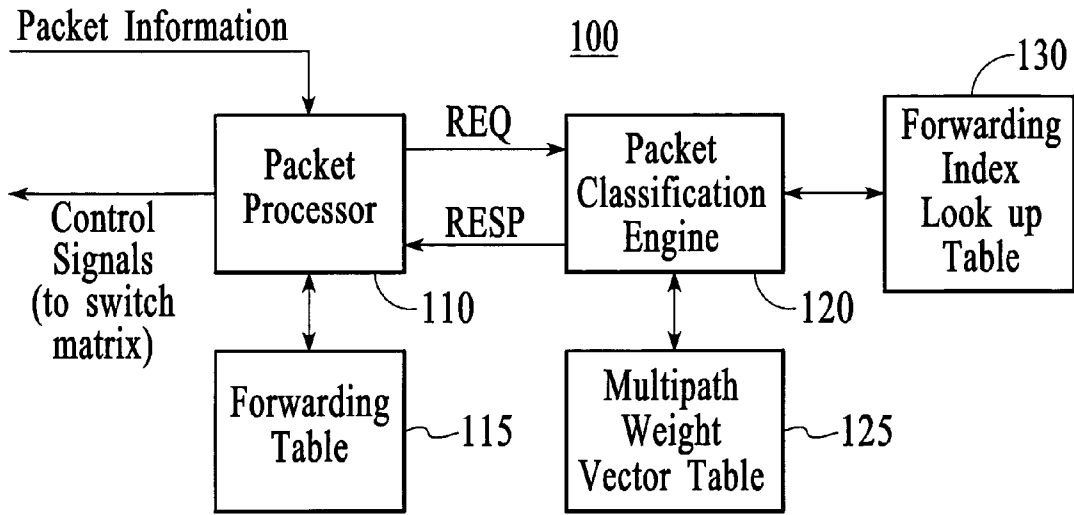 Packet Information
100
130
Packet
Processor
REQ
RESP
Packet
Classification
Engine
Forwarding
Index
Look up
Table
Control
Signals
(to switch
matrix)
110
120
Forwarding
Table
115
Multipath
Weight
Vector Table
125